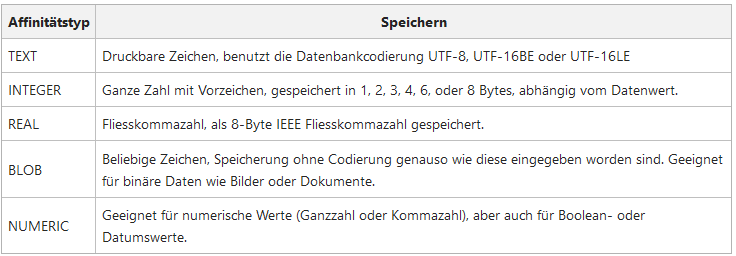 Affinitätstyp Speichern
TEXT Druckbare Zeichen, benutzt die Datenbankcodierung UTF-8, UTF-16BE oder UTF-16LE
INTEGER Ganze Zahl mit Vorzeichen, gespeichert in 1, 2, 3, 4, 6, oder 8 Bytes, abhängig vom Datenwert.
REAL Fliesskommazahl, als 8-Byte IEEE Fliesskommazahl gespeichert.
BLOB Beliebige Zeichen, Speicherung ohne Codierung genauso wie diese eingegeben worden sind. Geeignet
für binäre Daten wie Bilder oder Dokumente.
NUMERIC Geeignet für numerische Werte (Ganzzahl oder Kommazahl), aber auch für Boolean- oder
Datumswerte.